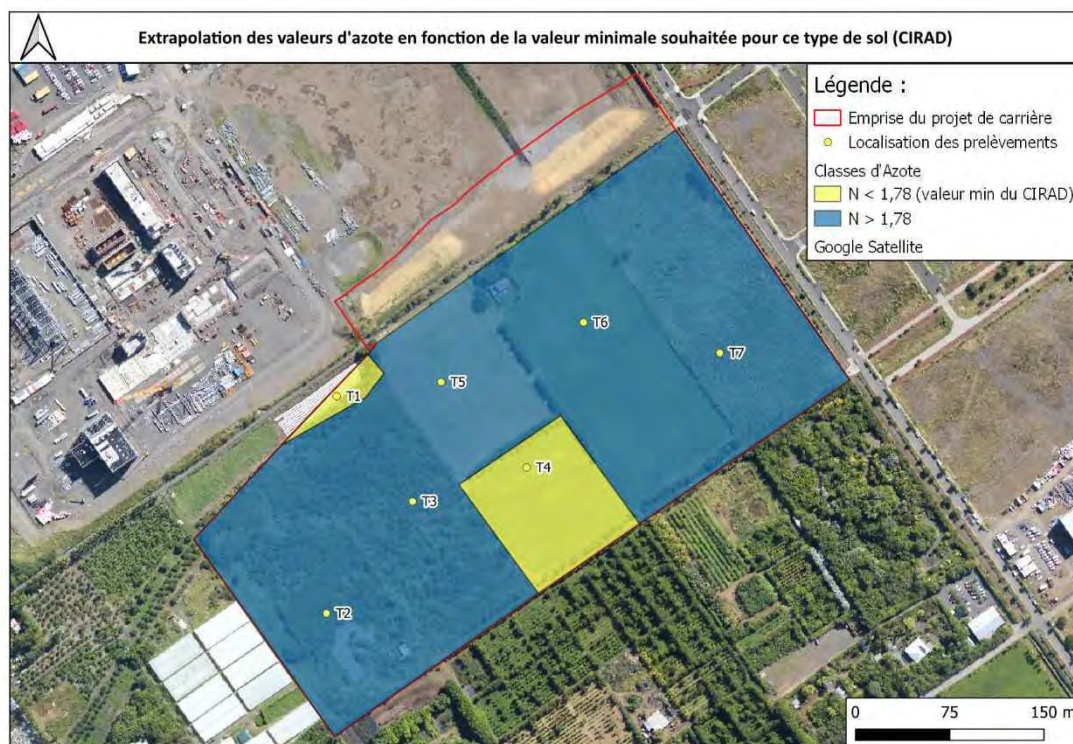 Extrapolation des valeurs d'azote en fonction de la valeur minimale souhaitée pour ce type de sol (CIRAD)
Légende :
Emprise du projet de carrière
Localisation des prelèvements
Classes d'Azote
N < 1,78 (valeur min du CIRAD)
N > 1,78
Google Satellite
T6
T7
T5
T1
T4
T3
T2
0 75 150 m